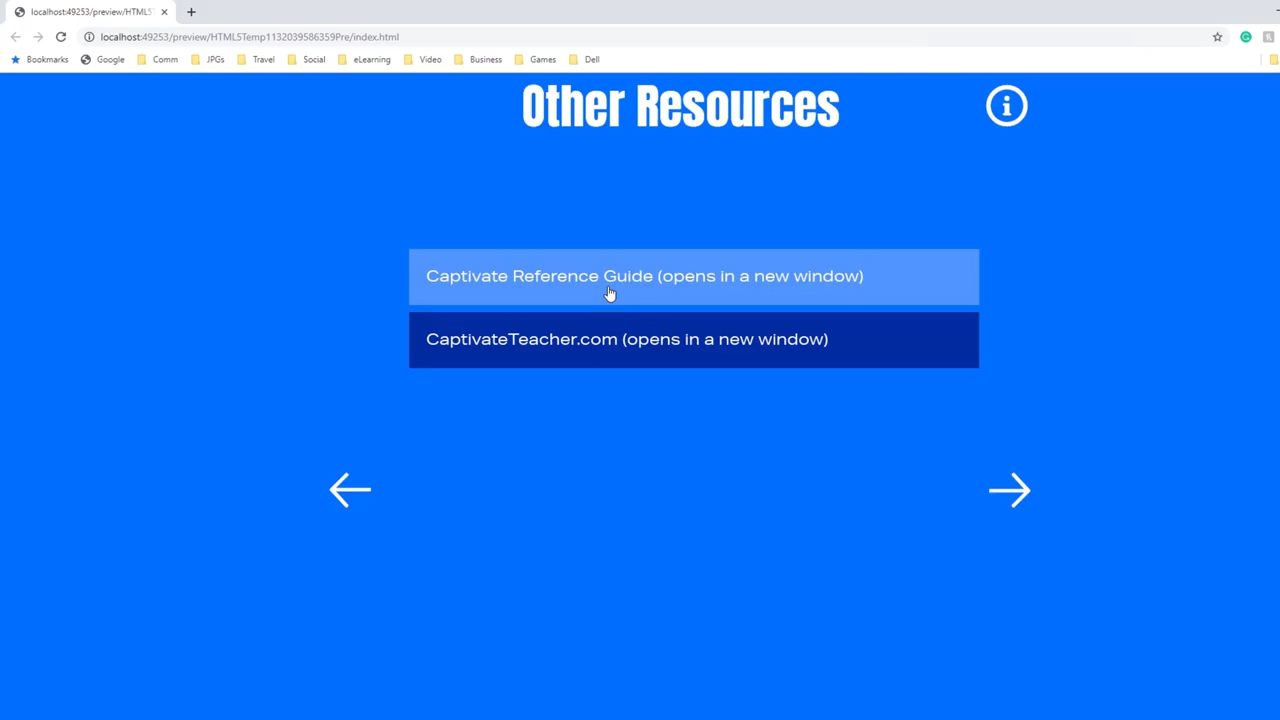 localhost:49253/preview/HTML5T
localhost:49253/preview/HTML5Temp1132039586359Pre/index.html
Bookmarks Google Comm JPGs Travel Social eLearning Video Business Games Dell
Other Resources
Captivate Reference Guide (opens in a new window)
CaptivateTeacher.com (opens in a new window)